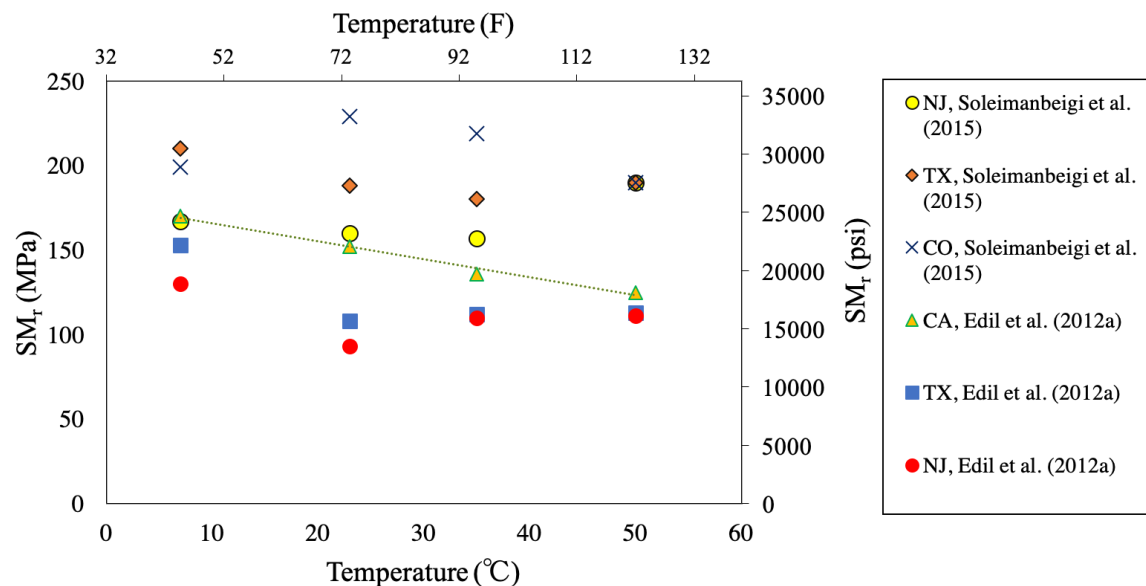 Temperature (F)
32 52 72 92 112 132
250
200
150
100
50
0
SMr (MPa)
35000
30000
25000
20000
15000
10000
5000
0
SMr (psi)
0 10 20 30 40 50 60
Temperature (℃)
NJ, Soleimanbeigi et al.
(2015)
TX, Soleimanbeigi et al.
(2015)
CO, Soleimanbeigi et al.
(2015)
CA, Edil et al. (2012a)
TX, Edil et al. (2012a)
NJ, Edil et al. (2012a)